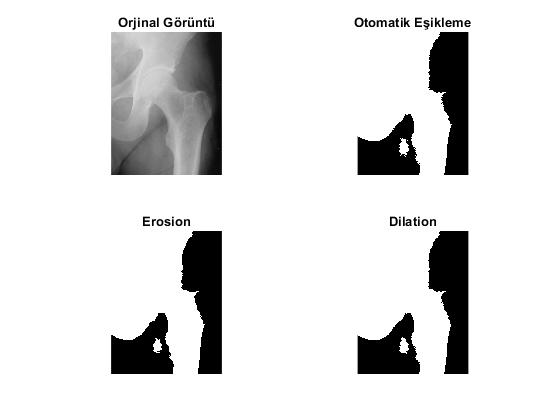 Orjinal Görüntü
Otomatik Eşikleme
Erosion
Dilation